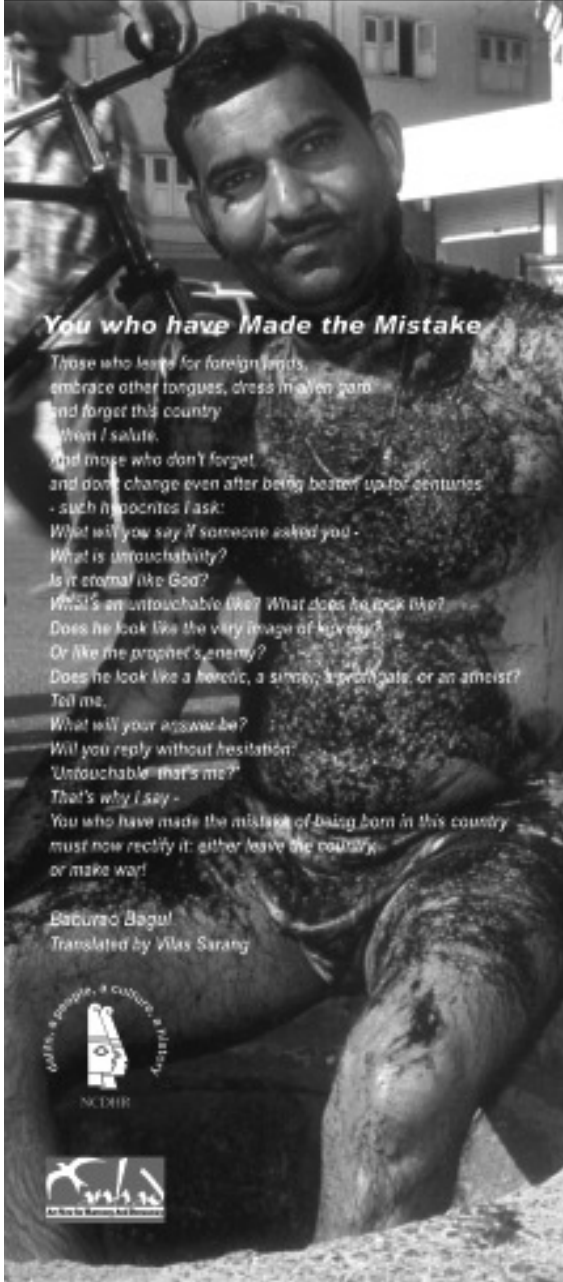 You who have Made the Mistake
Those who leave for foreign lands,
embrace other tongues, dress in alien garb
and forget this country
- them I salute.
And those who don't forget,
and don't change even after being beaten up for centuries
- such hypocrites I ask:
What will you say if someone asked you -
What is untouchability?
Is it eternal like God?
What's an untouchable like? What does he look like?
Does he look like the very image of leprosy?
Or like the prophet's enemy?
Does he look like a heretic, a sinner, a profligate, or an atheist?
Tell me.
What will your answer be?
Will you reply without hesitation:
'Untouchable that's me?'
That's why I say -
You who have made the mistake of being born in this country
must now rectify it: either leave the country,
or make war!
Baburao Bagul
Translated by Vilas Sarang
a people, a culture, a history
NCDHR